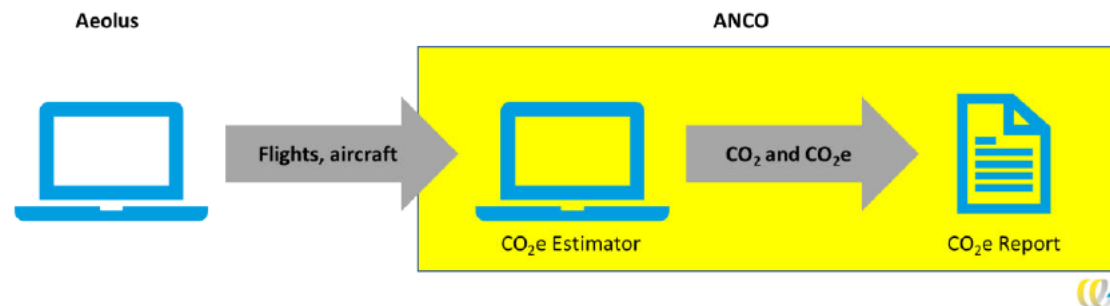 Aeolus
ANCO
Flights, aircraft
CO₂ and CO₂e
CO₂e Estimator
CO₂e Report